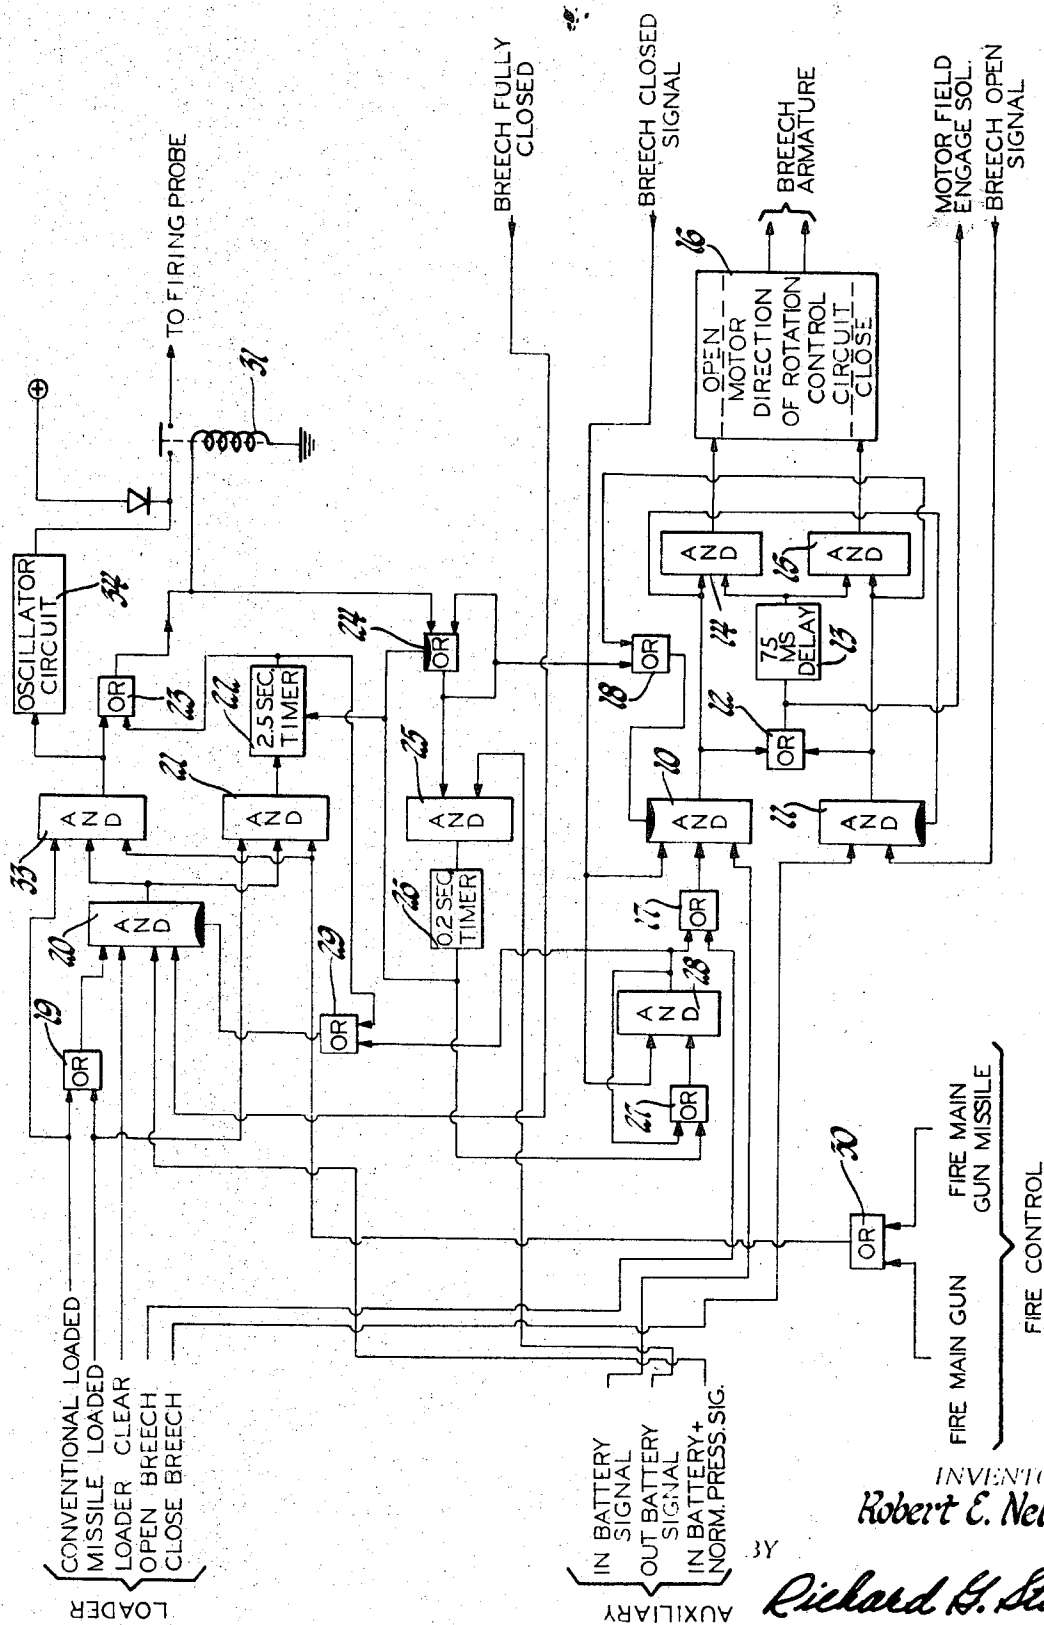 LOADER
CONVENTIONAL LOADED
MISSILE LOADED
LOADER CLEAR
OPEN BREECH
CLOSE BREECH
AUXILIARY
IN BATTERY
SIGNAL
OUT BATTERY
SIGNAL
IN BATTERY+
NORM. PRESS. SIG.
FIRE MAIN GUN
FIRE MAIN
GUN MISSILE
FIRE CONTROL
OR
30
OR
19
AND
20
AND
33
AND
21
OSCILLATOR
CIRCUIT
34
OR
23
2.5 SEC.
TIMER
22
TO FIRING PROBE
31
OR
24
AND
25
0.2 SEC.
TIMER
26
OR
29
BREECH FULLY
CLOSED
BREECH CLOSED
SIGNAL
OR
27
AND
28
OR
17
AND
10
AND
11
OR
18
OR
12
75
MS
DELAY
13
AND
14
AND
15
OPEN
MOTOR
DIRECTION
OF ROTATION
CONTROL
CIRCUIT
CLOSE
16
BREECH
ARMATURE
MOTOR FIELD
ENGAGE SOL.
BREECH OPEN
SIGNAL
Robert E.
BY
Richard G.